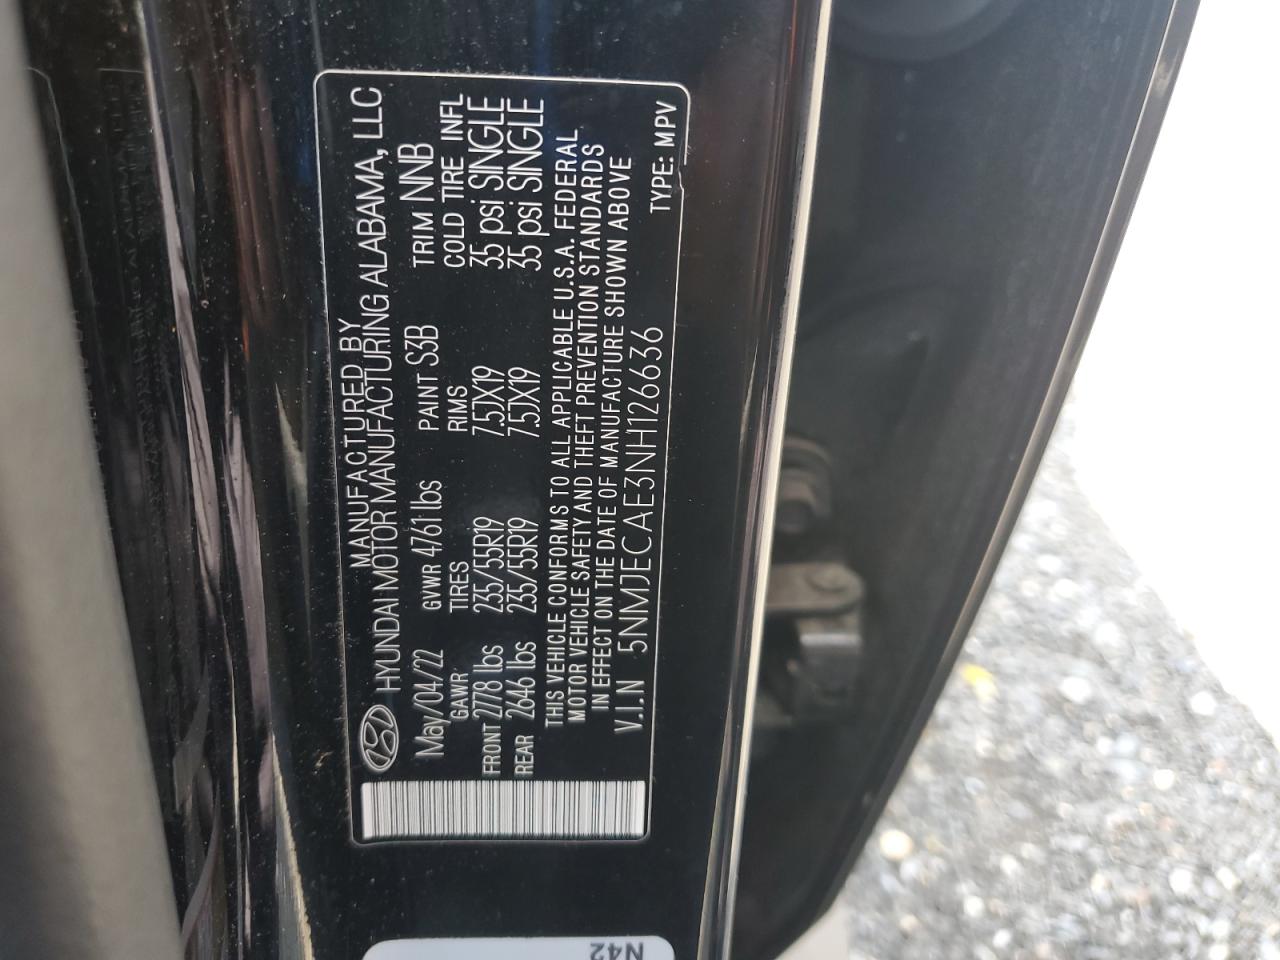 MANUFACTURED BY
HYUNDAI MOTOR MANUFACTURING ALABAMA, LLC
May/04/22 GVWR 4761 lbs PAINT S3B TRIM NNB
GAWR TIRES RIMS COLD TIRE INFL
FRONT 2778 lbs 235/55R19 7.5JX19 35 psi SINGLE
REAR 2646 lbs 235/55R19 7.5JX19 35 psi SINGLE
THIS VEHICLE CONFORMS TO ALL APPLICABLE U.S.A. FEDERAL
MOTOR VEHICLE SAFETY AND THEFT PREVENTION STANDARDS
IN EFFECT ON THE DATE OF MANUFACTURE SHOWN ABOVE
V.I.N 5NMJECAE3NH126636 TYPE: MPV
N42